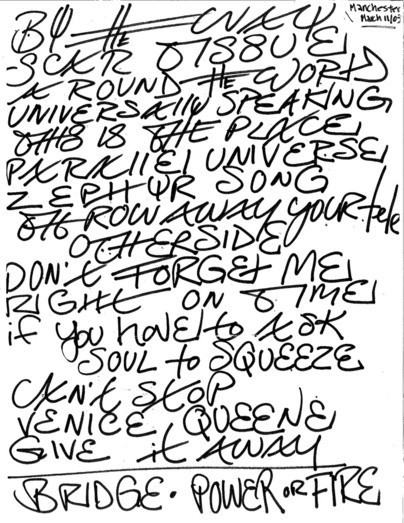 Manchester
March 11/03
BY THE WAY
SCAR TISSUE
AROUND THE WORLD
UNIVERSALLY SPEAKING
THIS IS THE PLACE
PARALLEL UNIVERSE
ZEPHYR SONG
THROW AWAY YOUR tele
OTHERSIDE
DON't FORGET ME
RIGHT ON TIME
if you have to ASK
SOUL to SQUEEZE
CAN't STOP
VENICE QUEENE
GIVE it AWAY
BRIDGE • POWER OR FIRE